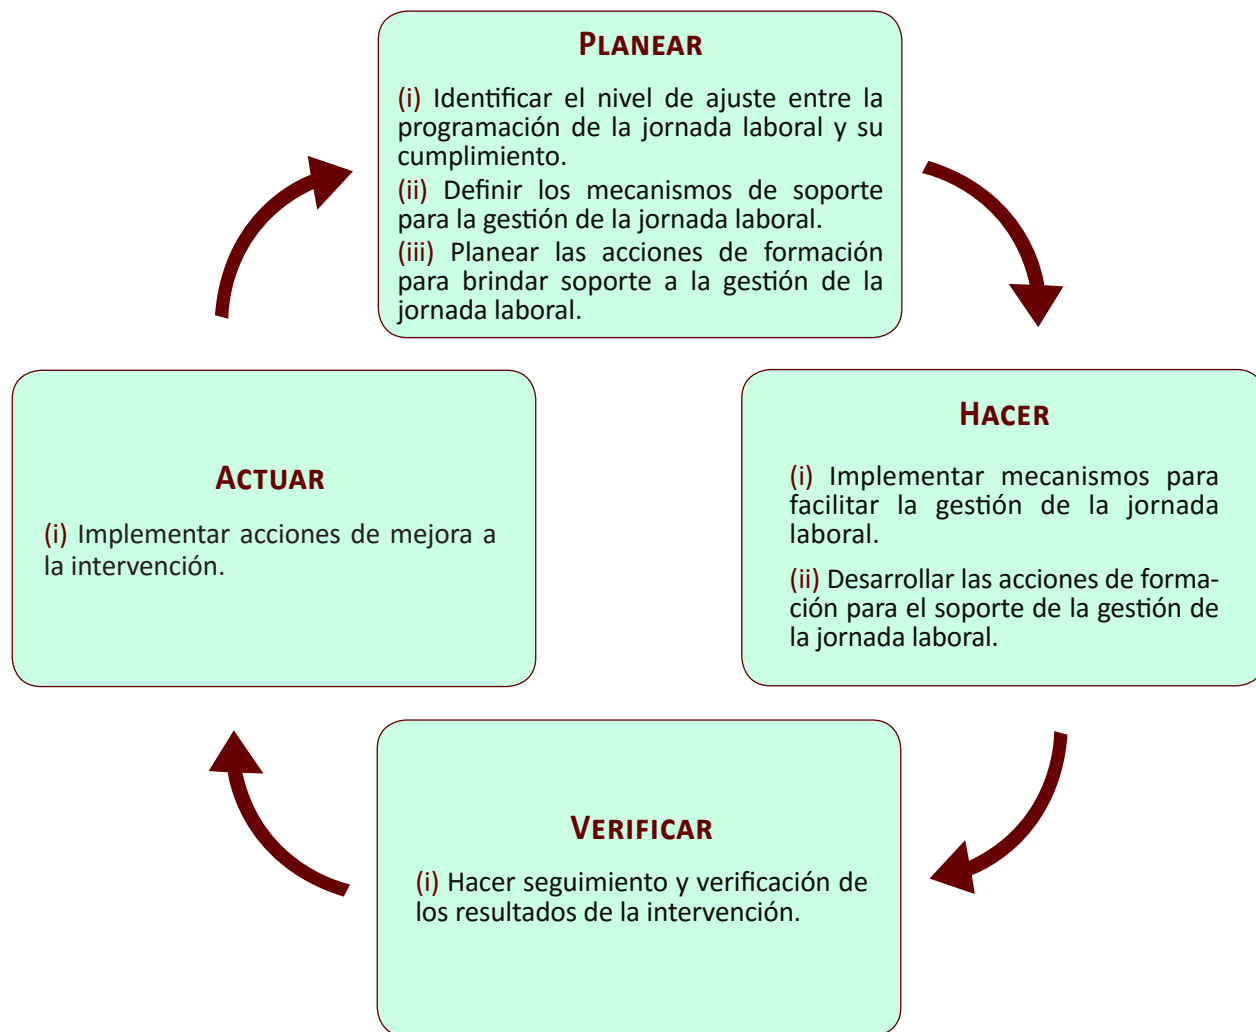 PLANEAR
(i) Identificar el nivel de ajuste entre la
programación de la jornada laboral y su
cumplimiento.
(ii) Definir los mecanismos de soporte
para la gestión de la jornada laboral.
(iii) Planear las acciones de formación
para brindar soporte a la gestión de la
jornada laboral.
HACER
(i) Implementar mecanismos para
facilitar la gestión de la jornada
laboral.
(ii) Desarrollar las acciones de forma-
ción para el soporte de la gestión de
la jornada laboral.
VERIFICAR
(i) Hacer seguimiento y verificación de
los resultados de la intervención.
ACTUAR
(i) Implementar acciones de mejora a
la intervención.